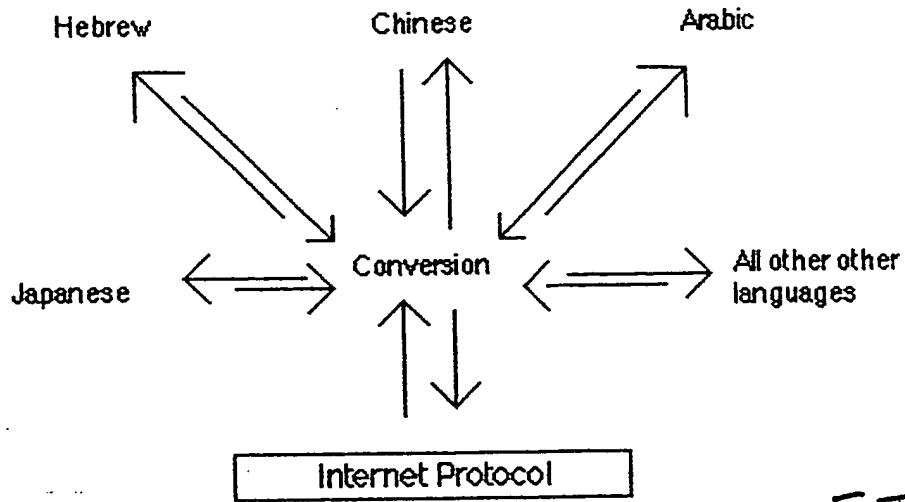 Hebrew
Chinese
Arabic
Conversion
Japanese
All other other
languages
Internet Protocol